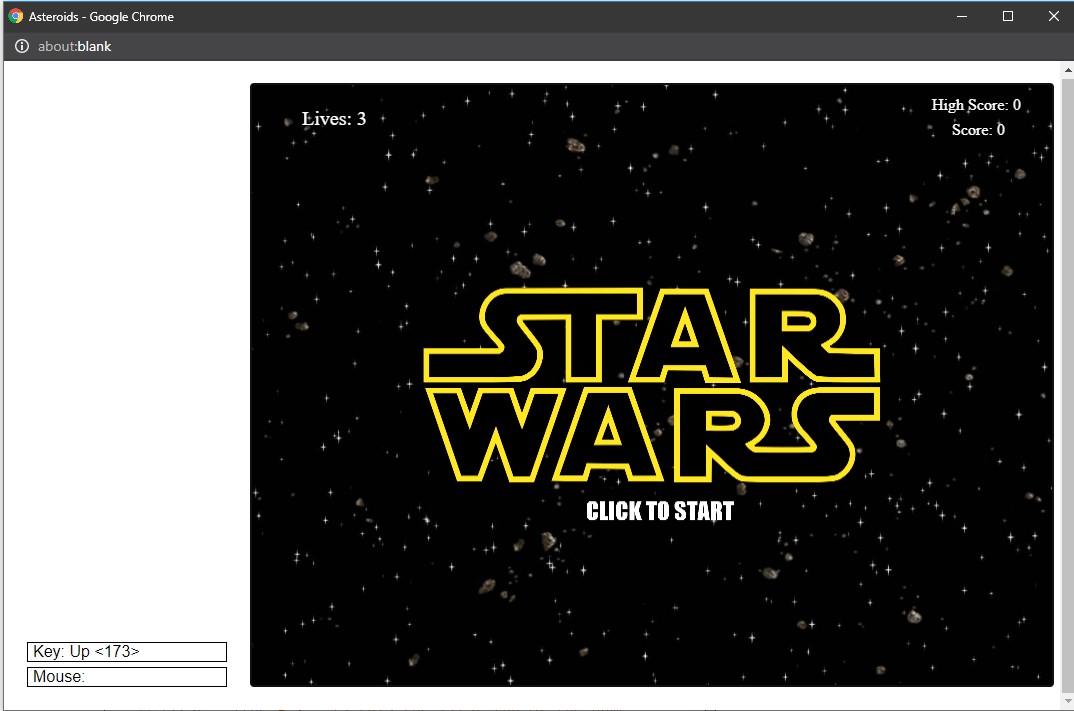 Asteroids - Google Chrome
about:blank
Lives: 3
High Score: 0
Score: 0
STAR
WARS
CLICK TO START
Key: Up <173>
Mouse: